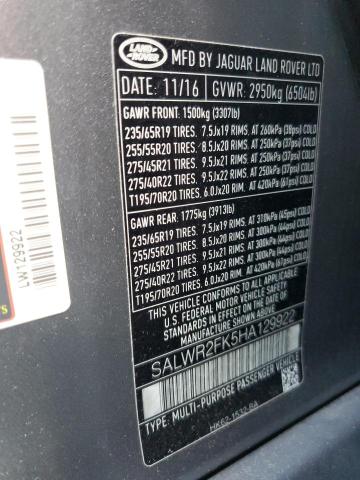 LAND ROVER
MFD BY JAGUAR LAND ROVER LTD
DATE: 11/16 GVWR: 2950kg (6504lb)
GAWR FRONT: 1500kg (3307lb)
235/65R19 TIRES. 7.5Jx19 RIMS. AT 260kPa (38psi) COLD
255/55R20 TIRES. 8.5Jx20 RIMS. AT 250kPa (37psi) COLD
275/45R21 TIRES. 9.5Jx21 RIMS. AT 250kPa (37psi) COLD
275/40R22 TIRES. 9.5Jx22 RIMS. AT 250kPa (37psi) COLD
T195/70R20 TIRES. 6.0Jx20 RIMS. AT 420kPa (61psi) COLD
GAWR REAR: 1775kg (3913lb)
235/65R19 TIRES. 7.5Jx19 RIMS. AT 310kPa (45psi) COLD
255/55R20 TIRES. 8.5Jx20 RIMS. AT 300kPa (44psi) COLD
275/45R21 TIRES. 9.5Jx21 RIMS. AT 300kPa (44psi) COLD
275/40R22 TIRES. 9.5Jx22 RIMS. AT 300kPa (44psi) COLD
T195/70R20 TIRES. 6.0Jx20 RIMS. AT 420kPa (61psi) COLD
THIS VEHICLE CONFORMS TO ALL APPLICABLE
U.S. FEDERAL MOTOR VEHICLE SAFETY
THEFT PREVENTION STANDARDS IN EFFECT
DATE OF MANUFACTURE SHOWN ABOVE.
SALWR2FK5HA129922
TYPE: MULTI-PURPOSE PASSENGER VEHICLE
LW129922